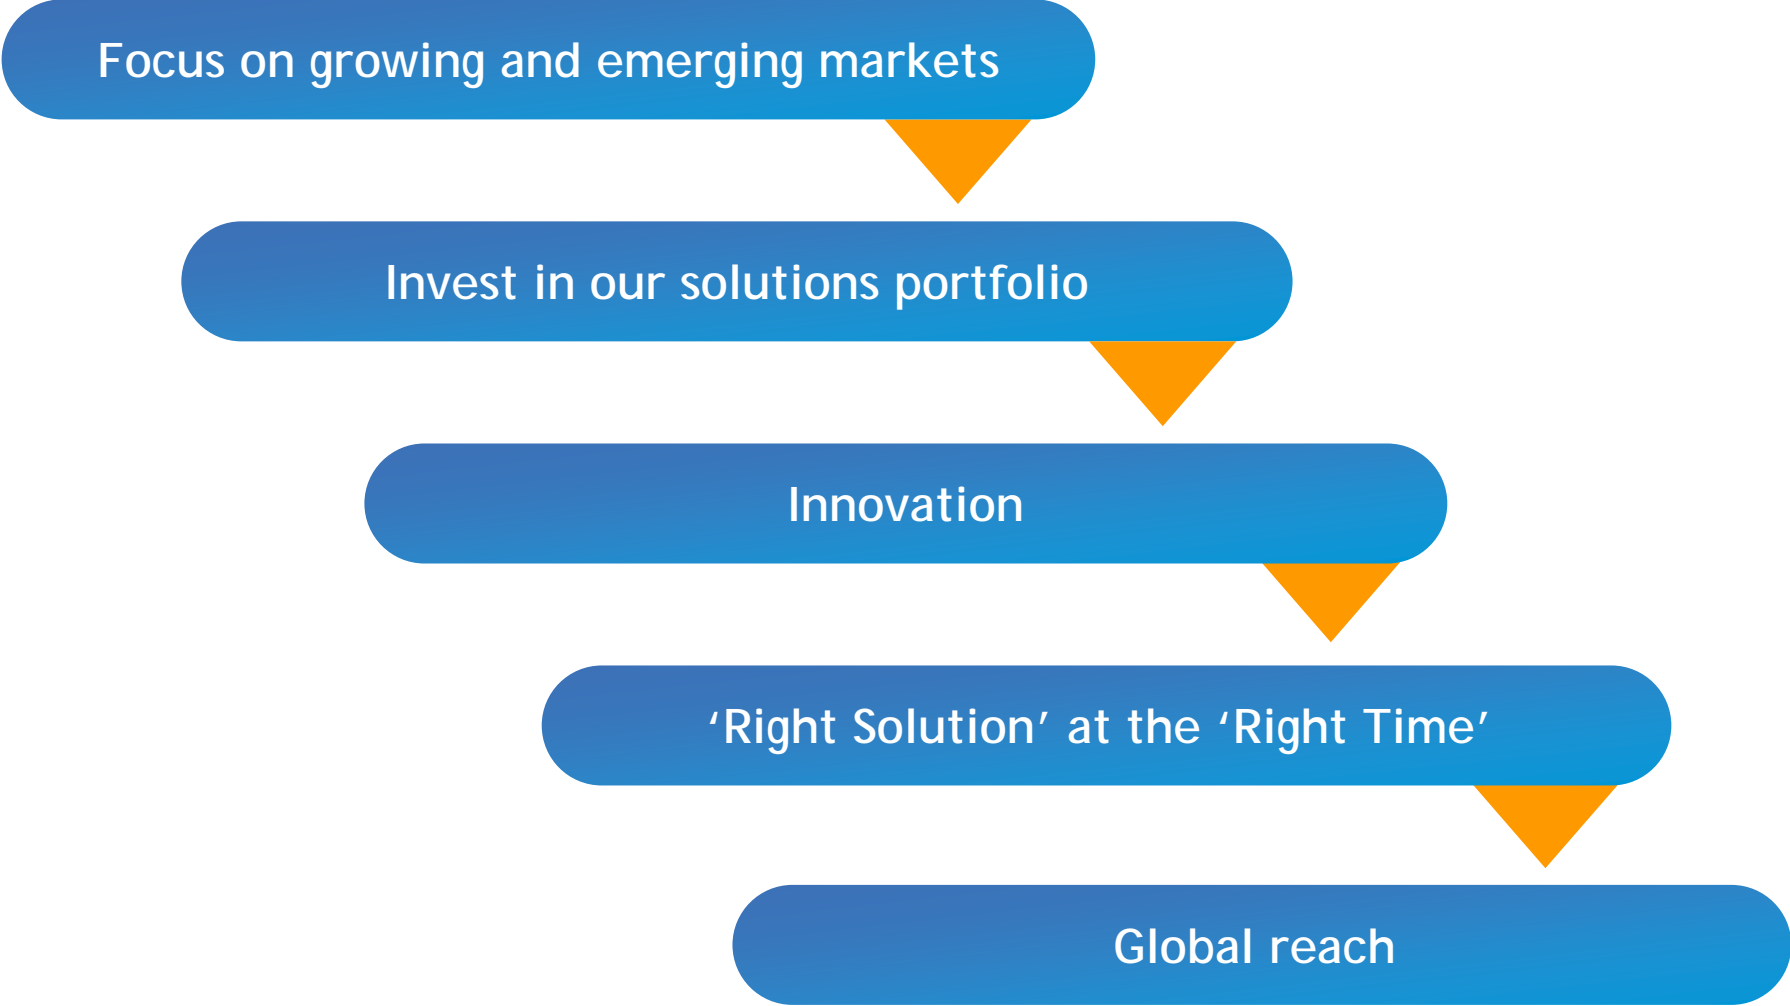 Focus on growing and emerging markets
Invest in our solutions portfolio
Innovation
‘Right Solution’ at the ‘Right Time’
Global reach